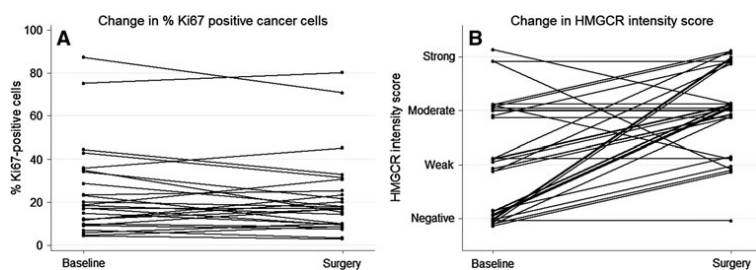 Change in % Ki67 positive cancer cells
A
100
80
60
40
20
0
% Ki67-positive cells
Baseline
Surgery
Change in HMGCR intensity score
B
Strong
Moderate
Weak
Negative
HMGCR intensity score
Baseline
Surgery